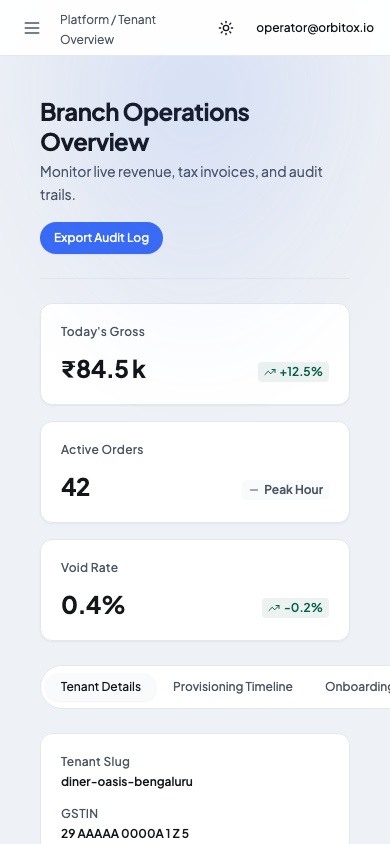 Platform / Tenant
Overview
operator@orbitox.io
Branch Operations
Overview
Monitor live revenue, tax invoices, and audit
trails.
Export Audit Log
Today's Gross
₹84.5k
+12.5%
Active Orders
42
— Peak Hour
Void Rate
0.4%
-0.2%
Tenant Details
Provisioning Timeline
Onboarding
Tenant Slug
diner-oasis-bengaluru
GSTIN
29 AAAAA 0000A 1 Z 5